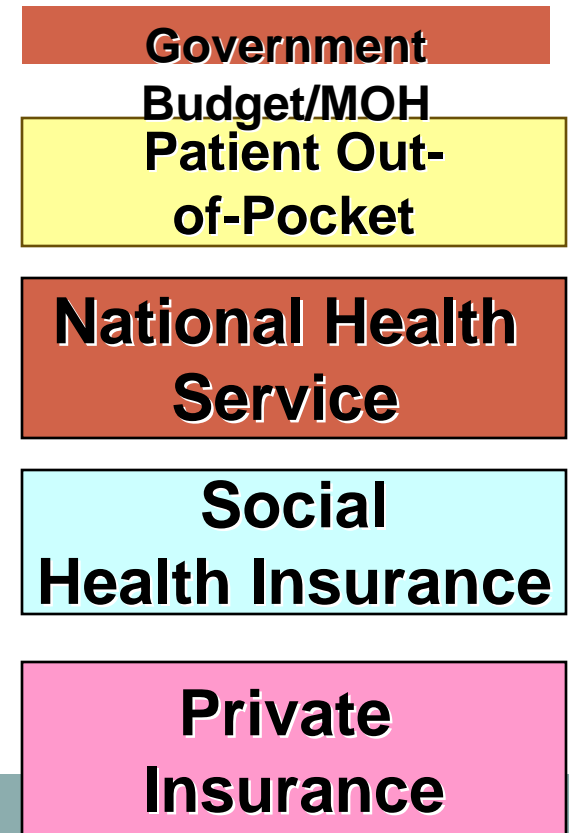 Government
Budget/MOH
Patient Out-
of-Pocket
National Health
Service
Social
Health Insurance
Private
Insurance